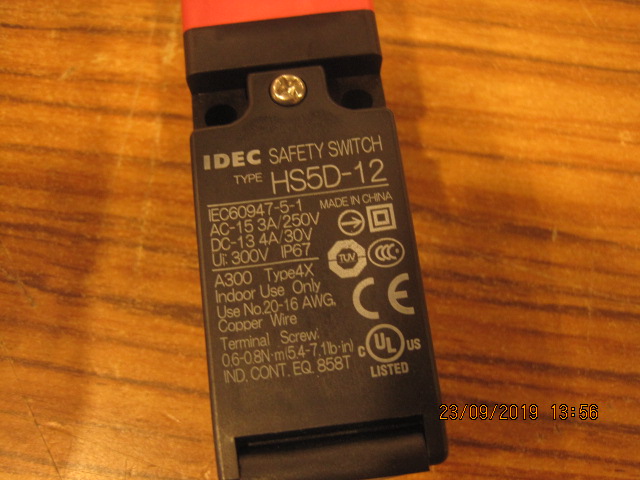 IDEC SAFETY SWITCH
TYPE HS5D-12
IEC60947-5-1
MADE IN CHINA
AC-15 3A/250V
DC-13 4A/30V
Ui: 300V IP67
TUV
CCC
A300 Type4X
Indoor Use Only
Use No.20-16 AWG.
Copper Wire
CE
Terminal Screw:
0.6-0.8N·m(5.4-7.1lb·in)
IND. CONT. EQ. 858T
C UL US
LISTED
23/09/2019 13:56